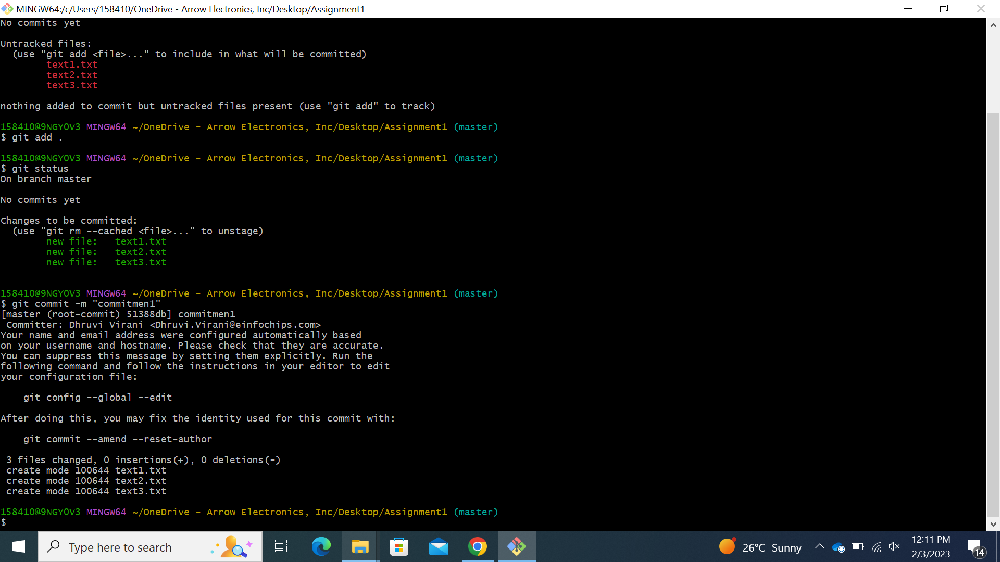 MINGW64:/c/Users/158410/OneDrive - Arrow Electronics, Inc/Desktop/Assignment1
No commits yet
Untracked files:
(use "git add <file>..." to include in what will be committed)
text1.txt
text2.txt
text3.txt
nothing added to commit but untracked files present (use "git add" to track)
158410@9NGY0V3 MINGW64 ~/OneDrive - Arrow Electronics, Inc/Desktop/Assignment1 (master)
$ git add .
158410@9NGY0V3 MINGW64 ~/OneDrive - Arrow Electronics, Inc/Desktop/Assignment1 (master)
$ git status
On branch master
No commits yet
Changes to be committed:
(use "git rm --cached <file>..." to unstage)
new file:   text1.txt
new file:   text2.txt
new file:   text3.txt
158410@9NGY0V3 MINGW64 ~/OneDrive - Arrow Electronics, Inc/Desktop/Assignment1 (master)
$ git commit -m "commitmen1"
[master (root-commit) 51388db] commitmen1
Committer: Dhruvi Virani <Dhruvi.Virani@einfochips.com>
Your name and email address were configured automatically based
on your username and hostname. Please check that they are accurate.
You can suppress this message by setting them explicitly. Run the
following command and follow the instructions in your editor to edit
your configuration file:
git config --global --edit
After doing this, you may fix the identity used for this commit with:
git commit --amend --reset-author
3 files changed, 0 insertions(+), 0 deletions(-)
create mode 100644 text1.txt
create mode 100644 text2.txt
create mode 100644 text3.txt
158410@9NGY0V3 MINGW64 ~/OneDrive - Arrow Electronics, Inc/Desktop/Assignment1 (master)
$
Type here to search
26°C Sunny
12:11 PM
2/3/2023
14